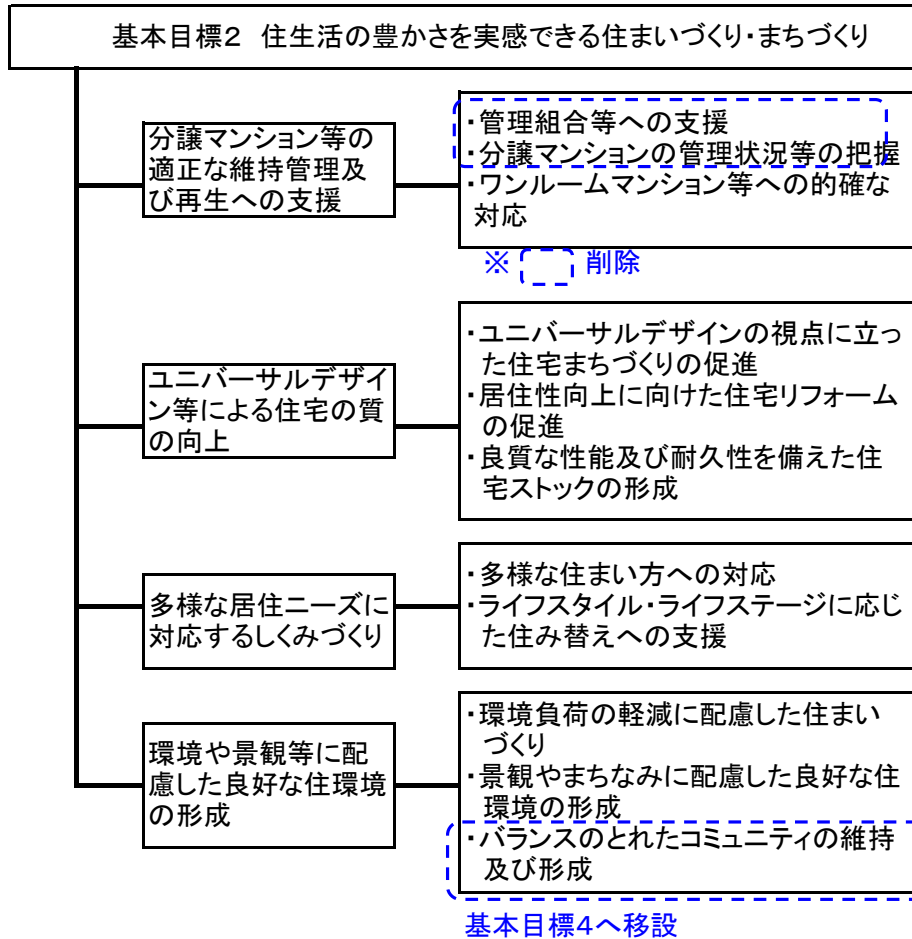 基本目標2 住生活の豊かさを実感できる住まいづくり・まちづくり
分譲マンション等の
適正な維持管理及
び再生への支援
・管理組合等への支援
・分譲マンションの管理状況等の把握
・ワンルームマンション等への的確な
対応
※ 削除
ユニバーサルデザイ
ン等による住宅の質
の向上
・ユニバーサルデザインの視点に立っ
た住宅まちづくりの促進
・居住性向上に向けた住宅リフォーム
の促進
・良質な性能及び耐久性を備えた住
宅ストックの形成
多様な居住ニーズに
対応するしくみづくり
・多様な住まい方への対応
・ライフスタイル・ライフステージに応じ
た住み替えへの支援
環境や景観等に配
慮した良好な住環境
の形成
・環境負荷の軽減に配慮した住まい
づくり
・景観やまちなみに配慮した良好な住
環境の形成
・バランスのとれたコミュニティの維持
及び形成
基本目標4へ移設